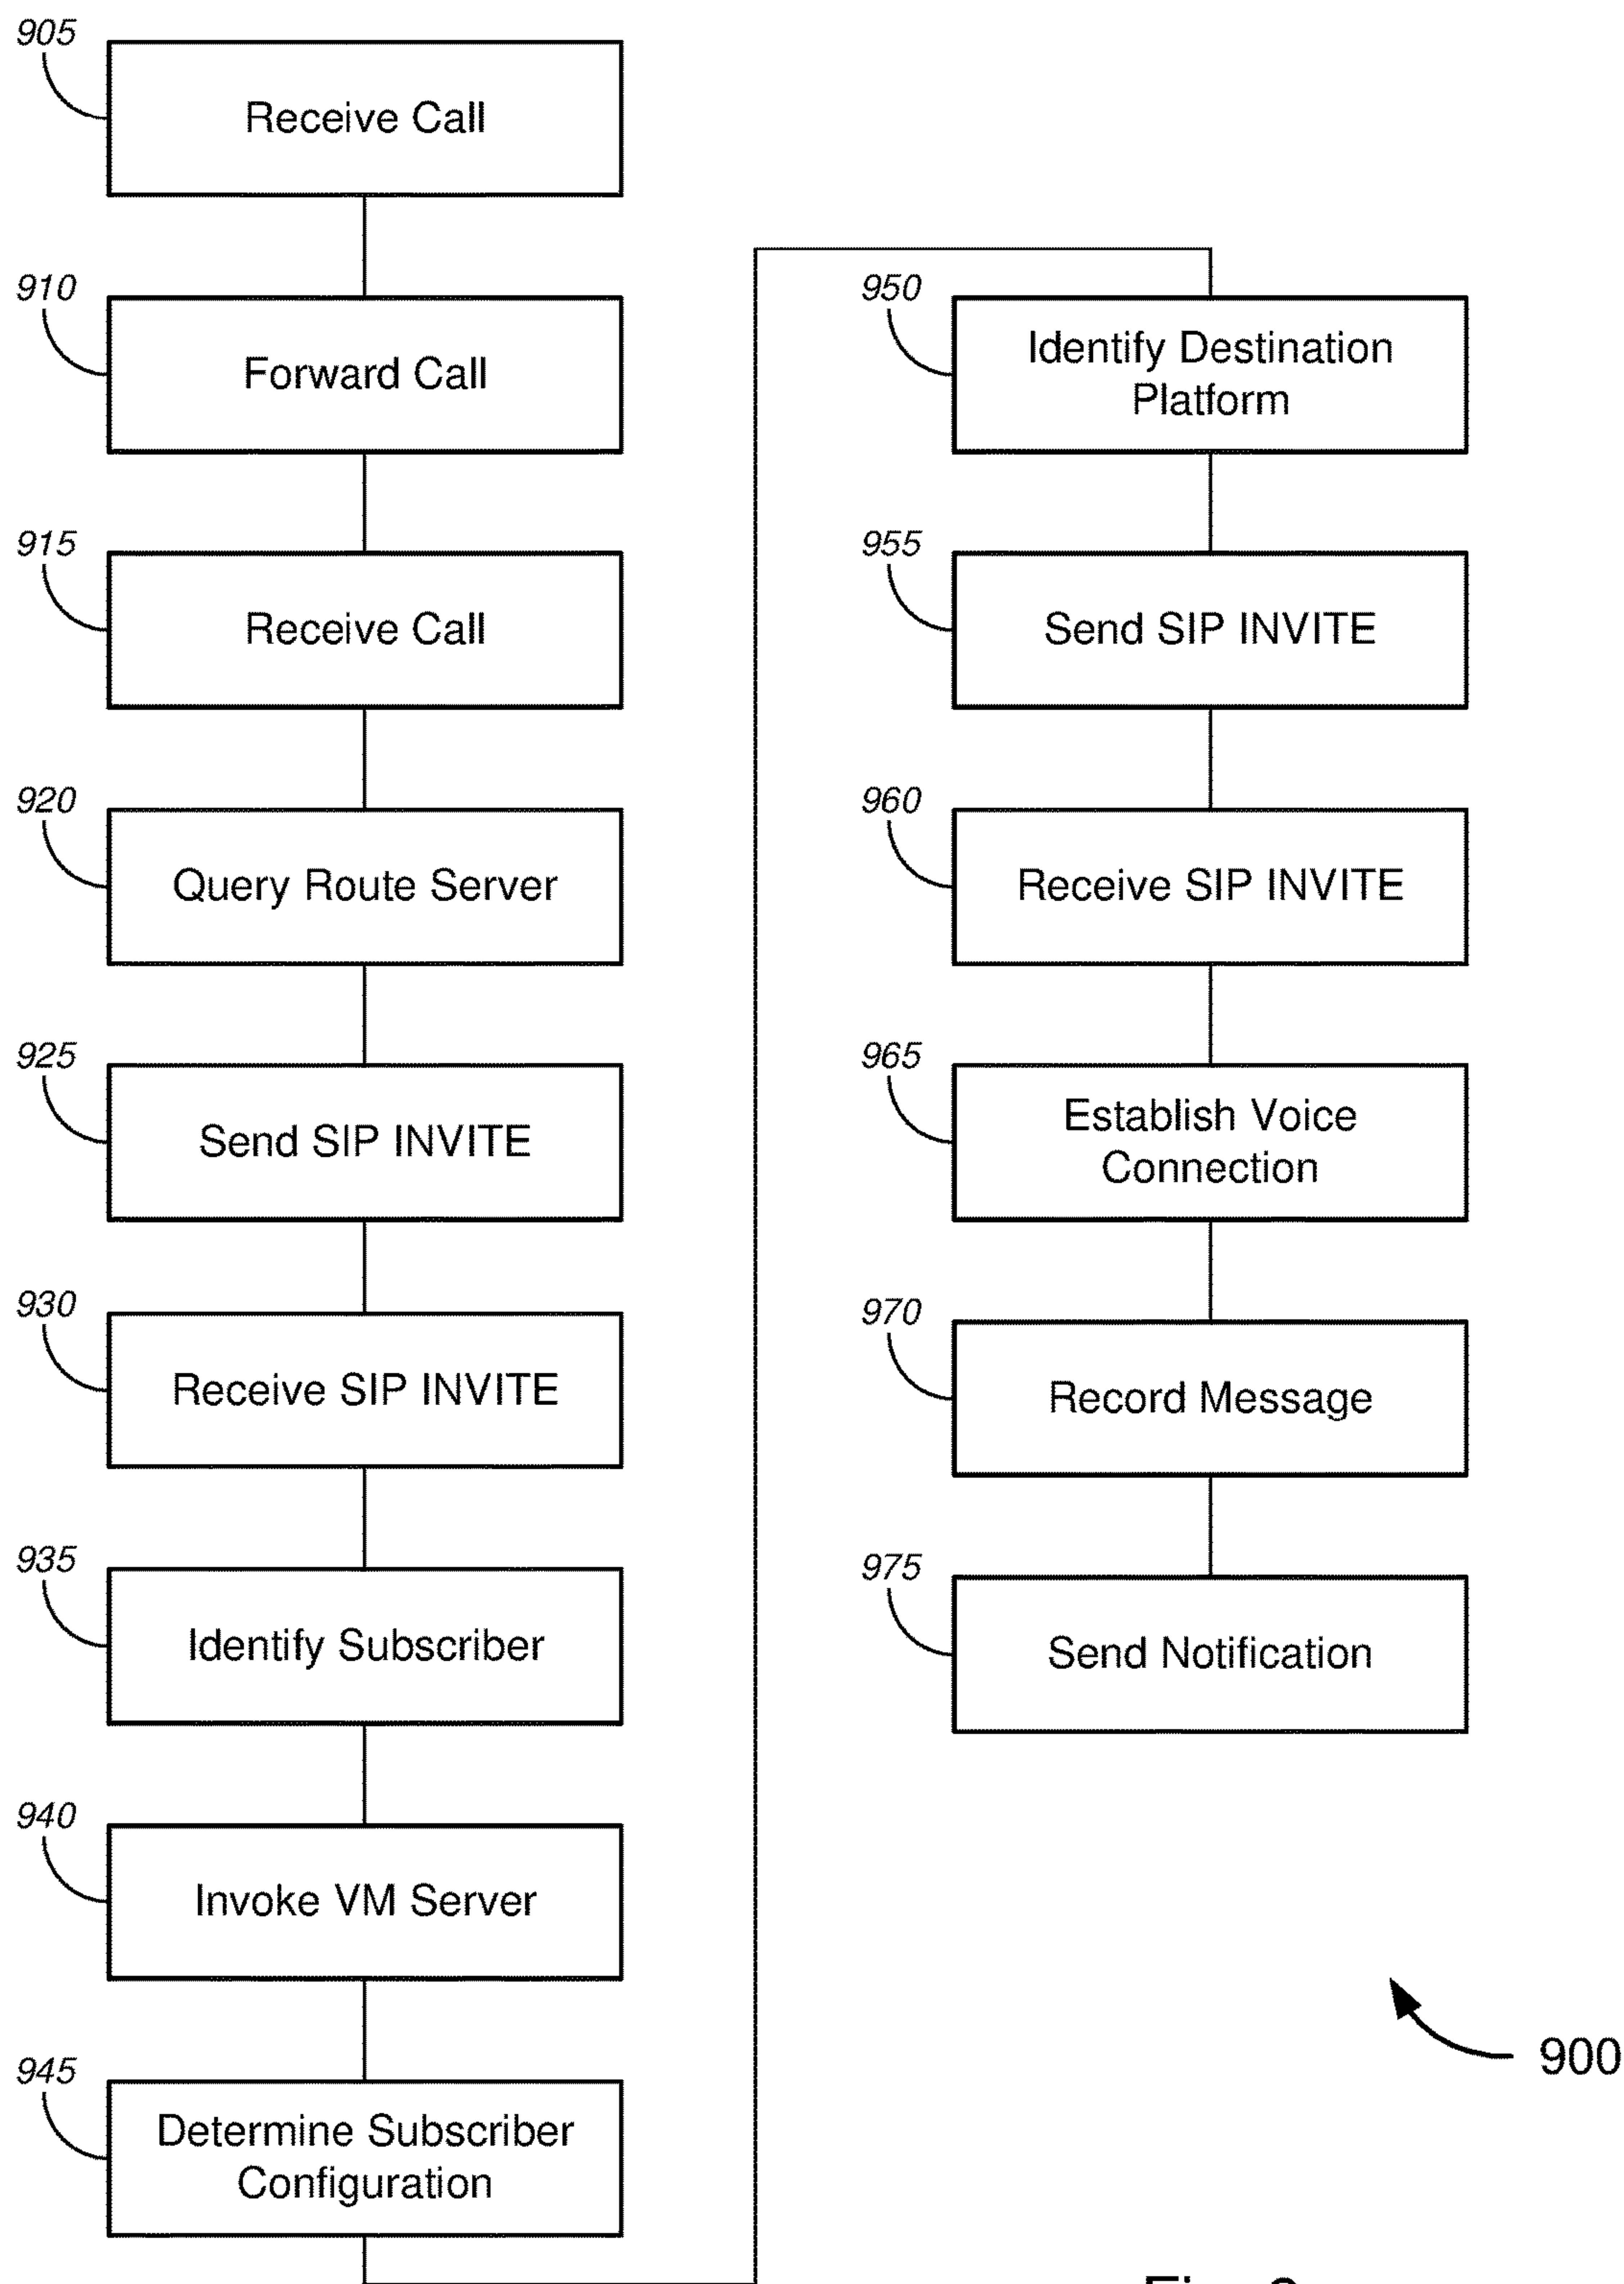 905
Receive Call
910
Forward Call
915
Receive Call
920
Query Route Server
925
Send SIP INVITE
930
Receive SIP INVITE
935
Identify Subscriber
940
Invoke VM Server
945
Determine Subscriber
Configuration
950
Identify Destination
Platform
955
Send SIP INVITE
960
Receive SIP INVITE
965
Establish Voice
Connection
970
Record Message
975
Send Notification
900